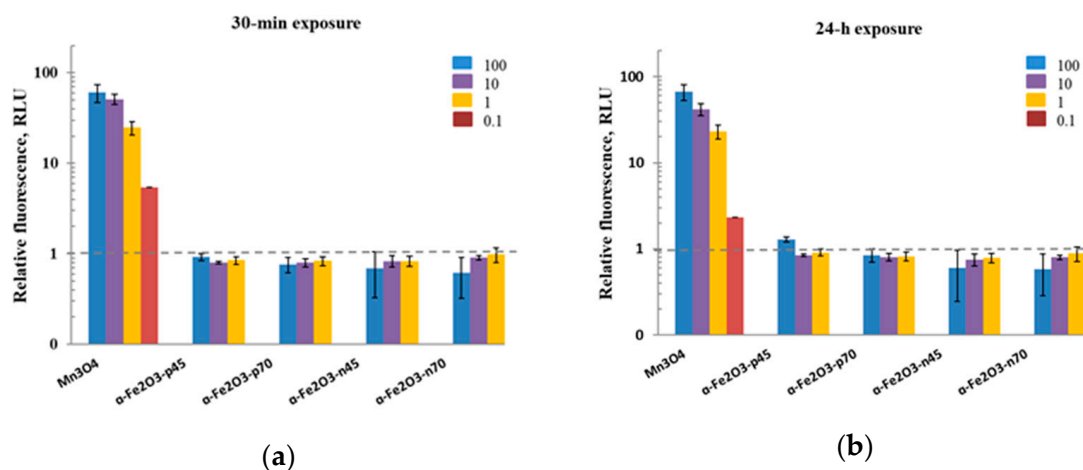 30-min exposure
Relative fluorescence, RLU
100
10
1
0
100
10
1
0.1
Mn3O4
α-Fe2O3-p45
α-Fe2O3-p70
α-Fe2O3-n45
α-Fe2O3-n70
(a)
24-h exposure
Relative fluorescence, RLU
100
10
1
0
100
10
1
0.1
Mn3O4
α-Fe2O3-p45
α-Fe2O3-p70
α-Fe2O3-n45
α-Fe2O3-n70
(b)